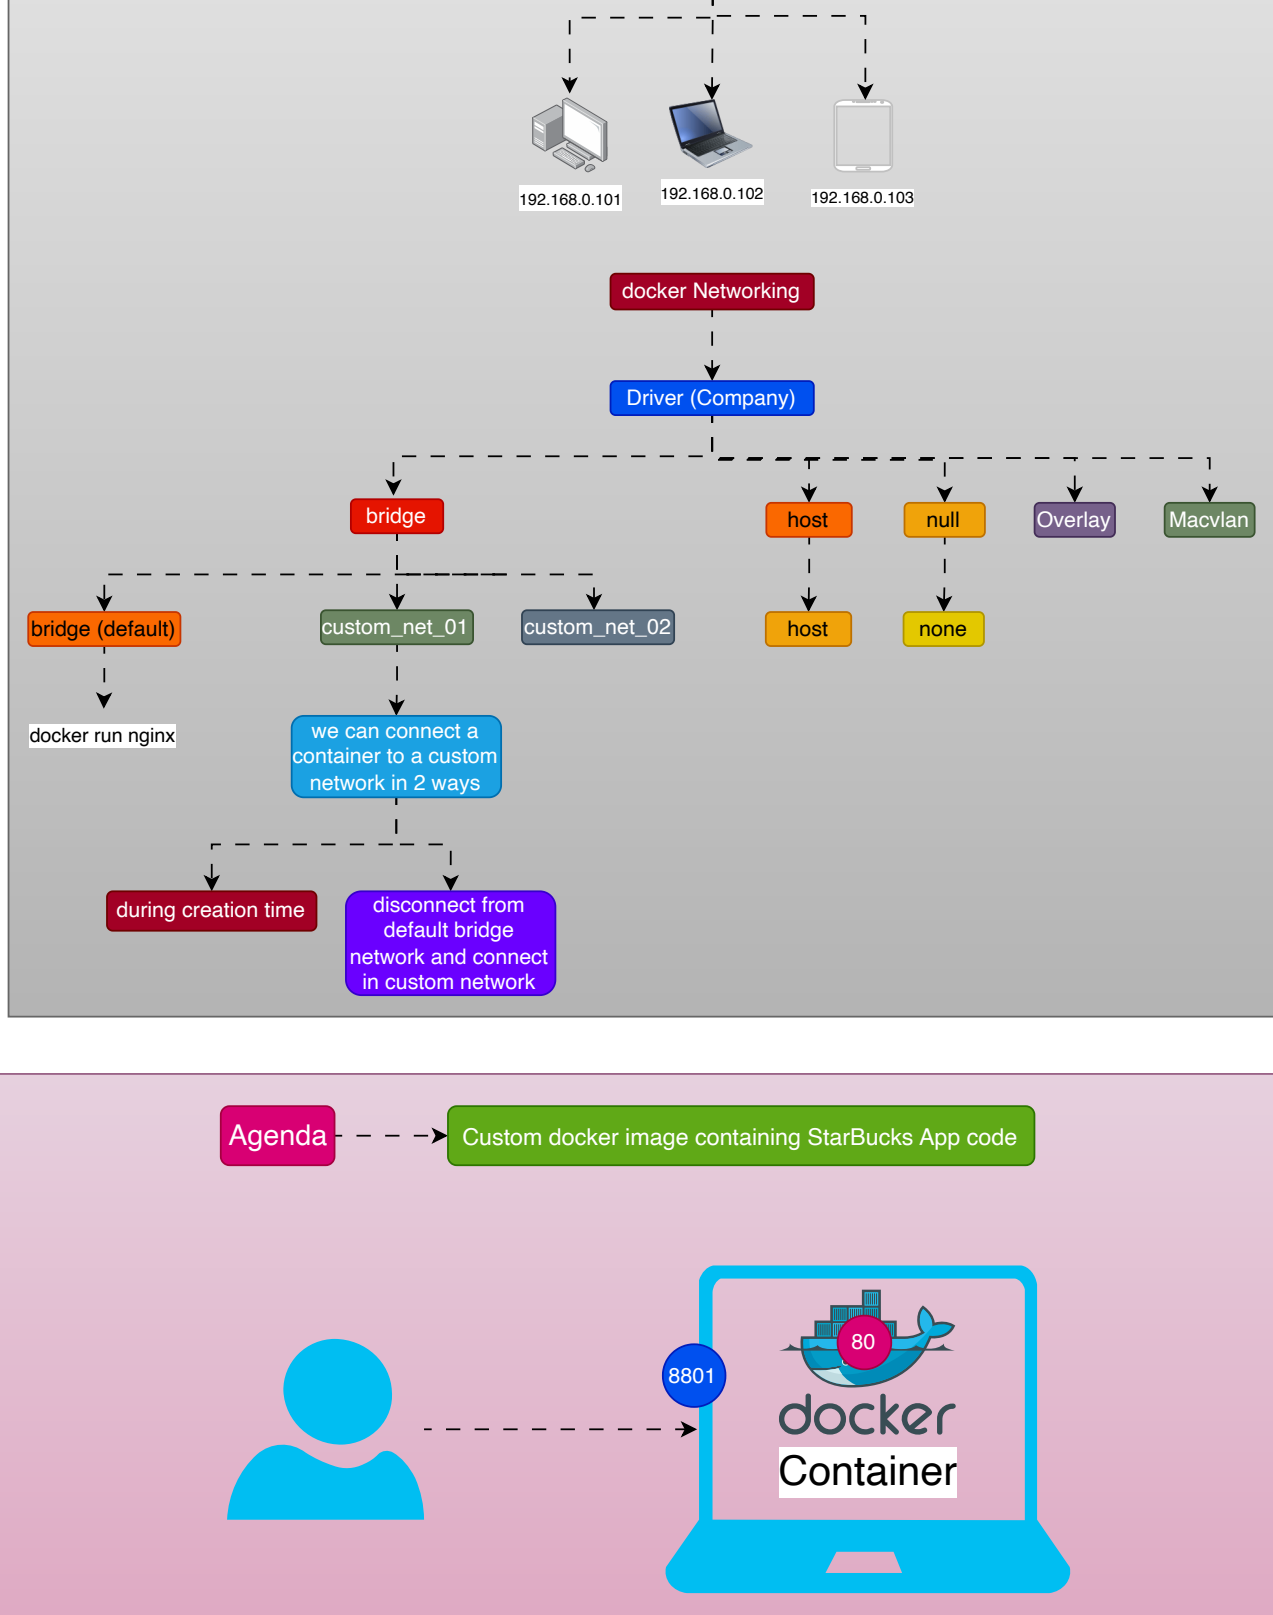 192.168.0.101
192.168.0.102
192.168.0.103
docker Networking
Driver (Company)
bridge
host
null
Overlay
Macvlan
bridge (default)
custom_net_01
custom_net_02
host
none
docker run nginx
we can connect a
container to a custom
network in 2 ways
during creation time
disconnect from
default bridge
network and connect
in custom network
Agenda
Custom docker image containing StarBucks App code
80
8801
docker
Container